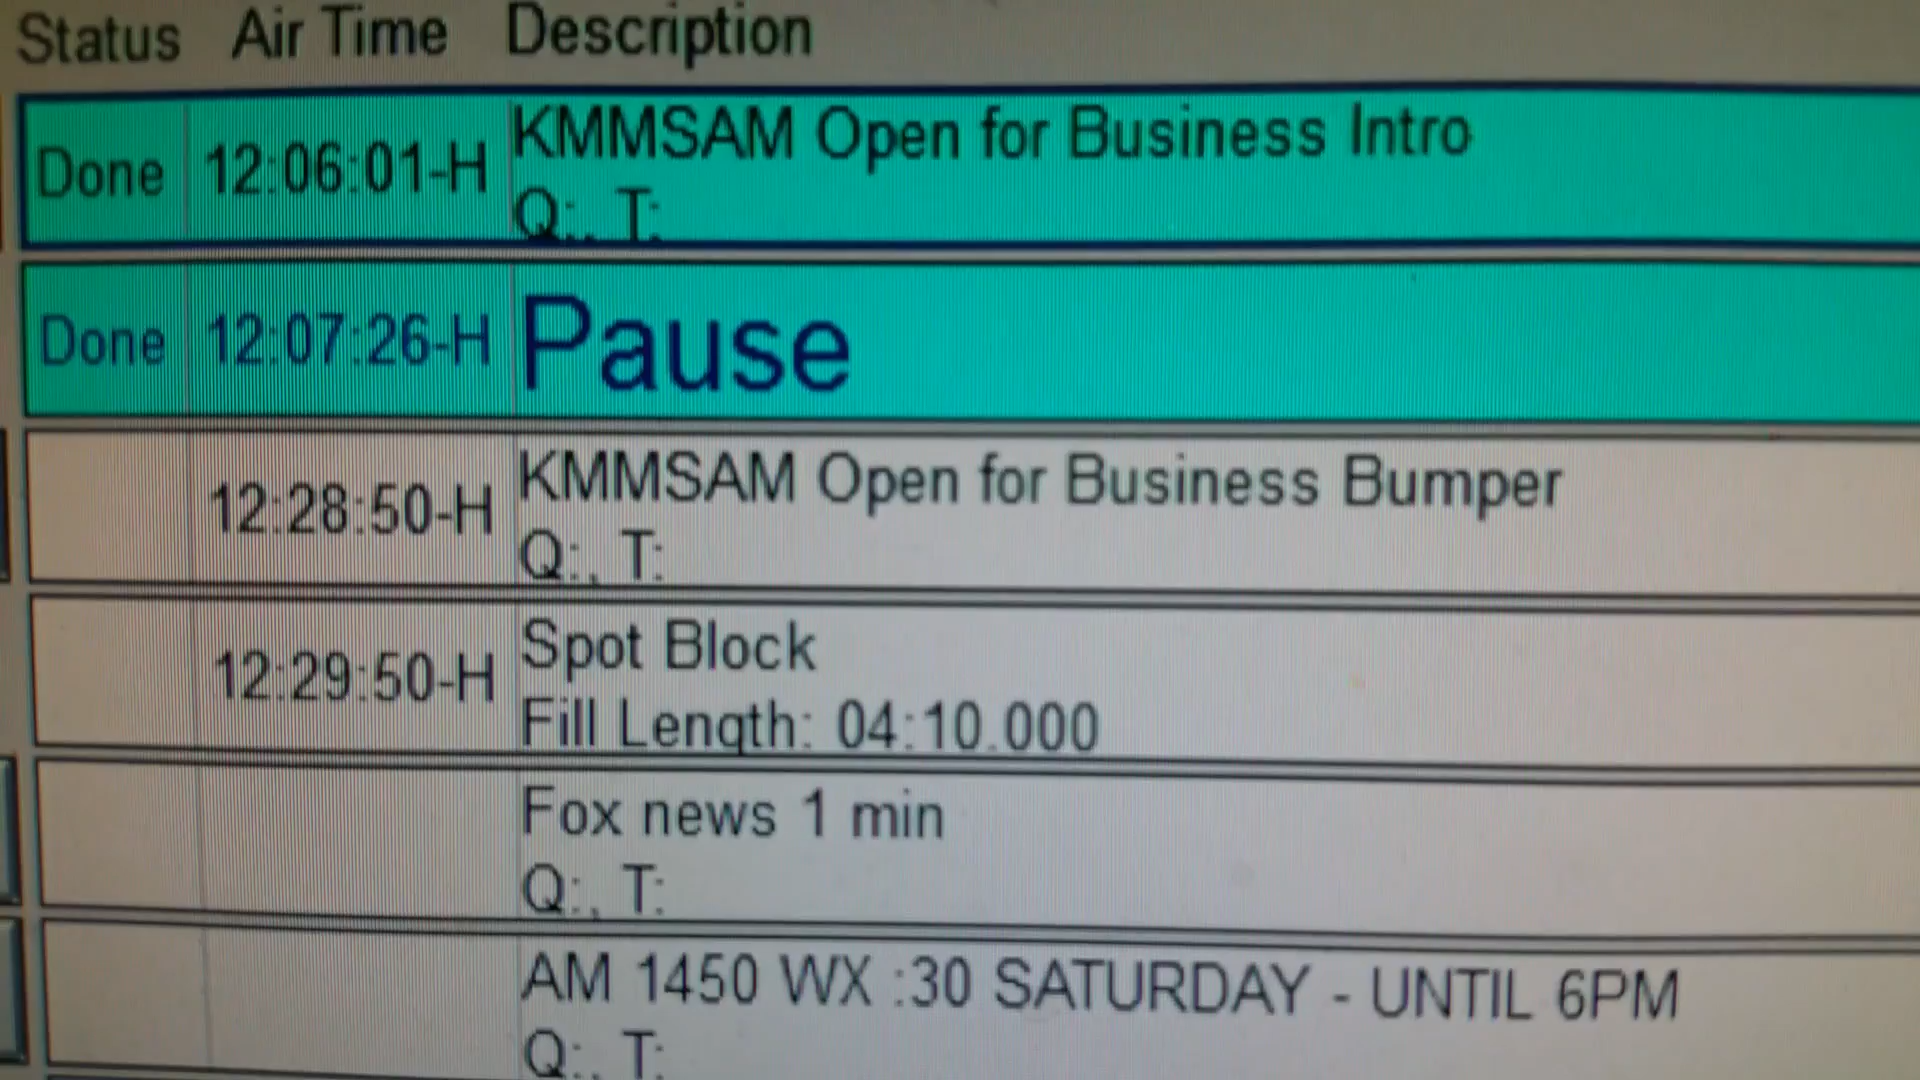 Status Air Time Description
Done 12:06:01-H KMMSAM Open for Business Intro
Q:, T:
Done 12:07:26-H Pause
12:28:50-H KMMSAM Open for Business Bumper
Q:, T:
12:29:50-H Spot Block
Fill Length: 04:10.000
Fox news 1 min
Q:, T:
AM 1450 WX :30 SATURDAY - UNTIL 6PM
Q:, T: